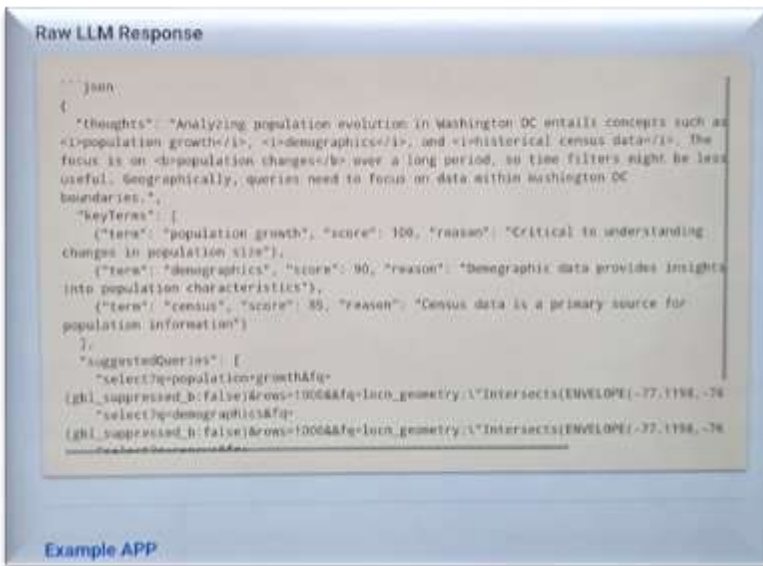 Raw LLM Response
```json
{
"thoughts": "Analyzing population evolution in Washington DC entails concepts such as
<i>population growth</i>, <i>demographics</i>, and <i>historical census data</i>. The
focus is on <b>population changes</b> over a long period, so time filters might be less
useful. Geographically, queries need to focus on data within Washington DC
boundaries.",
"keyTerms": [
{"term": "population growth", "score": 100, "reason": "Critical to understanding
changes in population size"},
{"term": "demographics", "score": 90, "reason": "Demographic data provides insights
into population characteristics"},
{"term": "census", "score": 85, "reason": "Census data is a primary source for
population information"}
],
"suggestedQueries": [
"select?q=population+growth&fq=
(gbl_suppressed_b:false)&rows=1000&&fq=locn_geometry:\"Intersects(ENVELOPE(-77.1198,-76
"select?q=demographics&fq=
(gbl_suppressed_b:false)&rows=1000&&fq=locn_geometry:\"Intersects(ENVELOPE(-77.1198,-76
Example APP